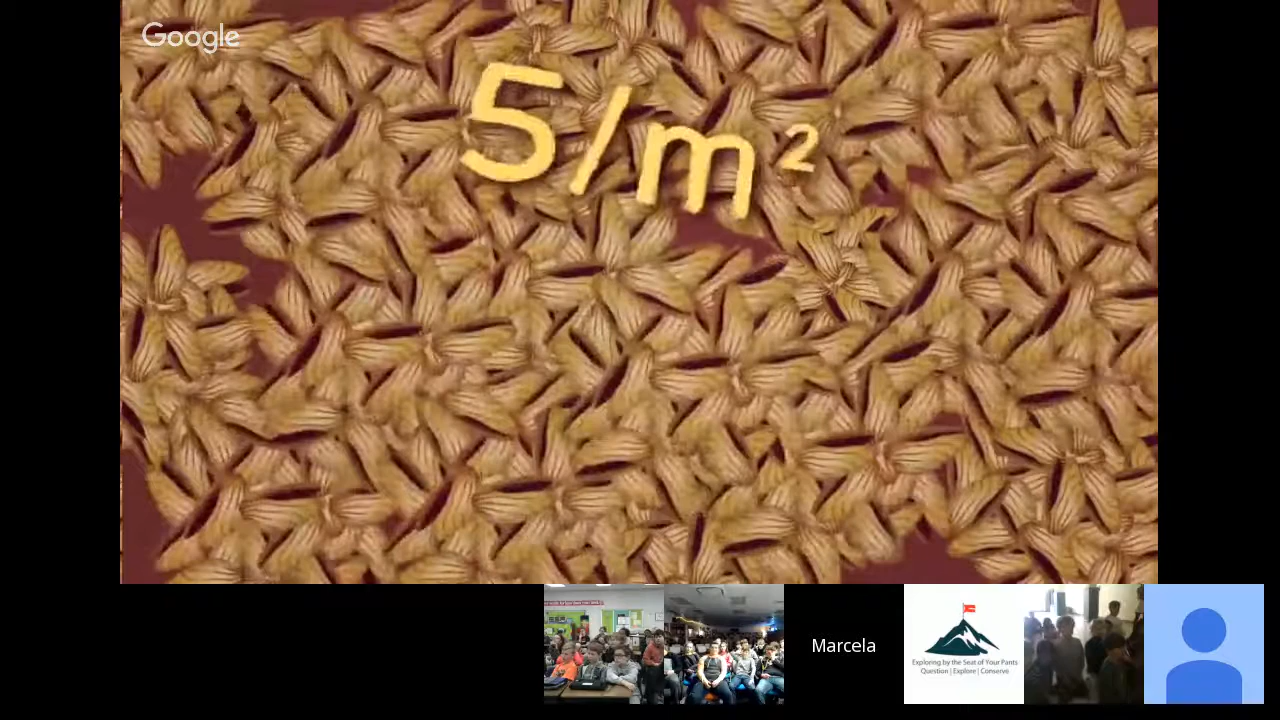 Google
5/m²
Marcela
Exploring by the Seat of Your Pants
Question | Explore | Conserve